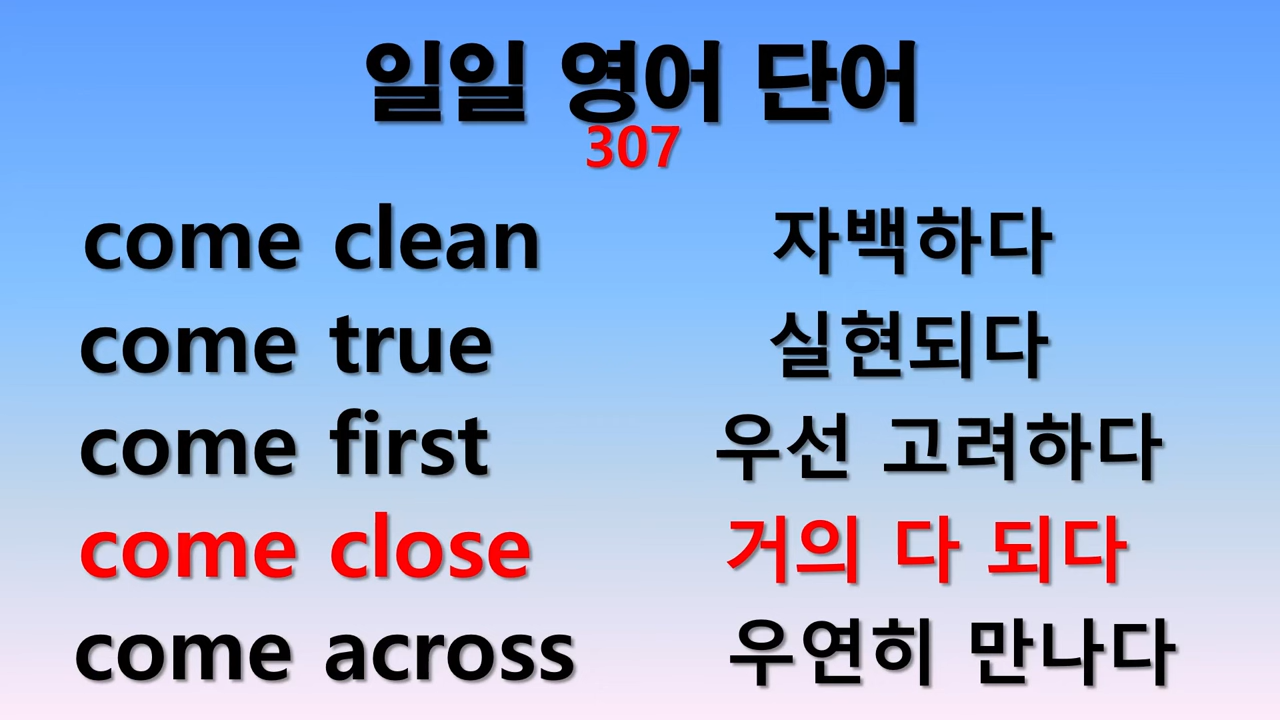 일일 영어 단어
307
come clean 자백하다
come true 실현되다
come first 우선 고려하다
come close 거의 다 되다
come across 우연히 만나다